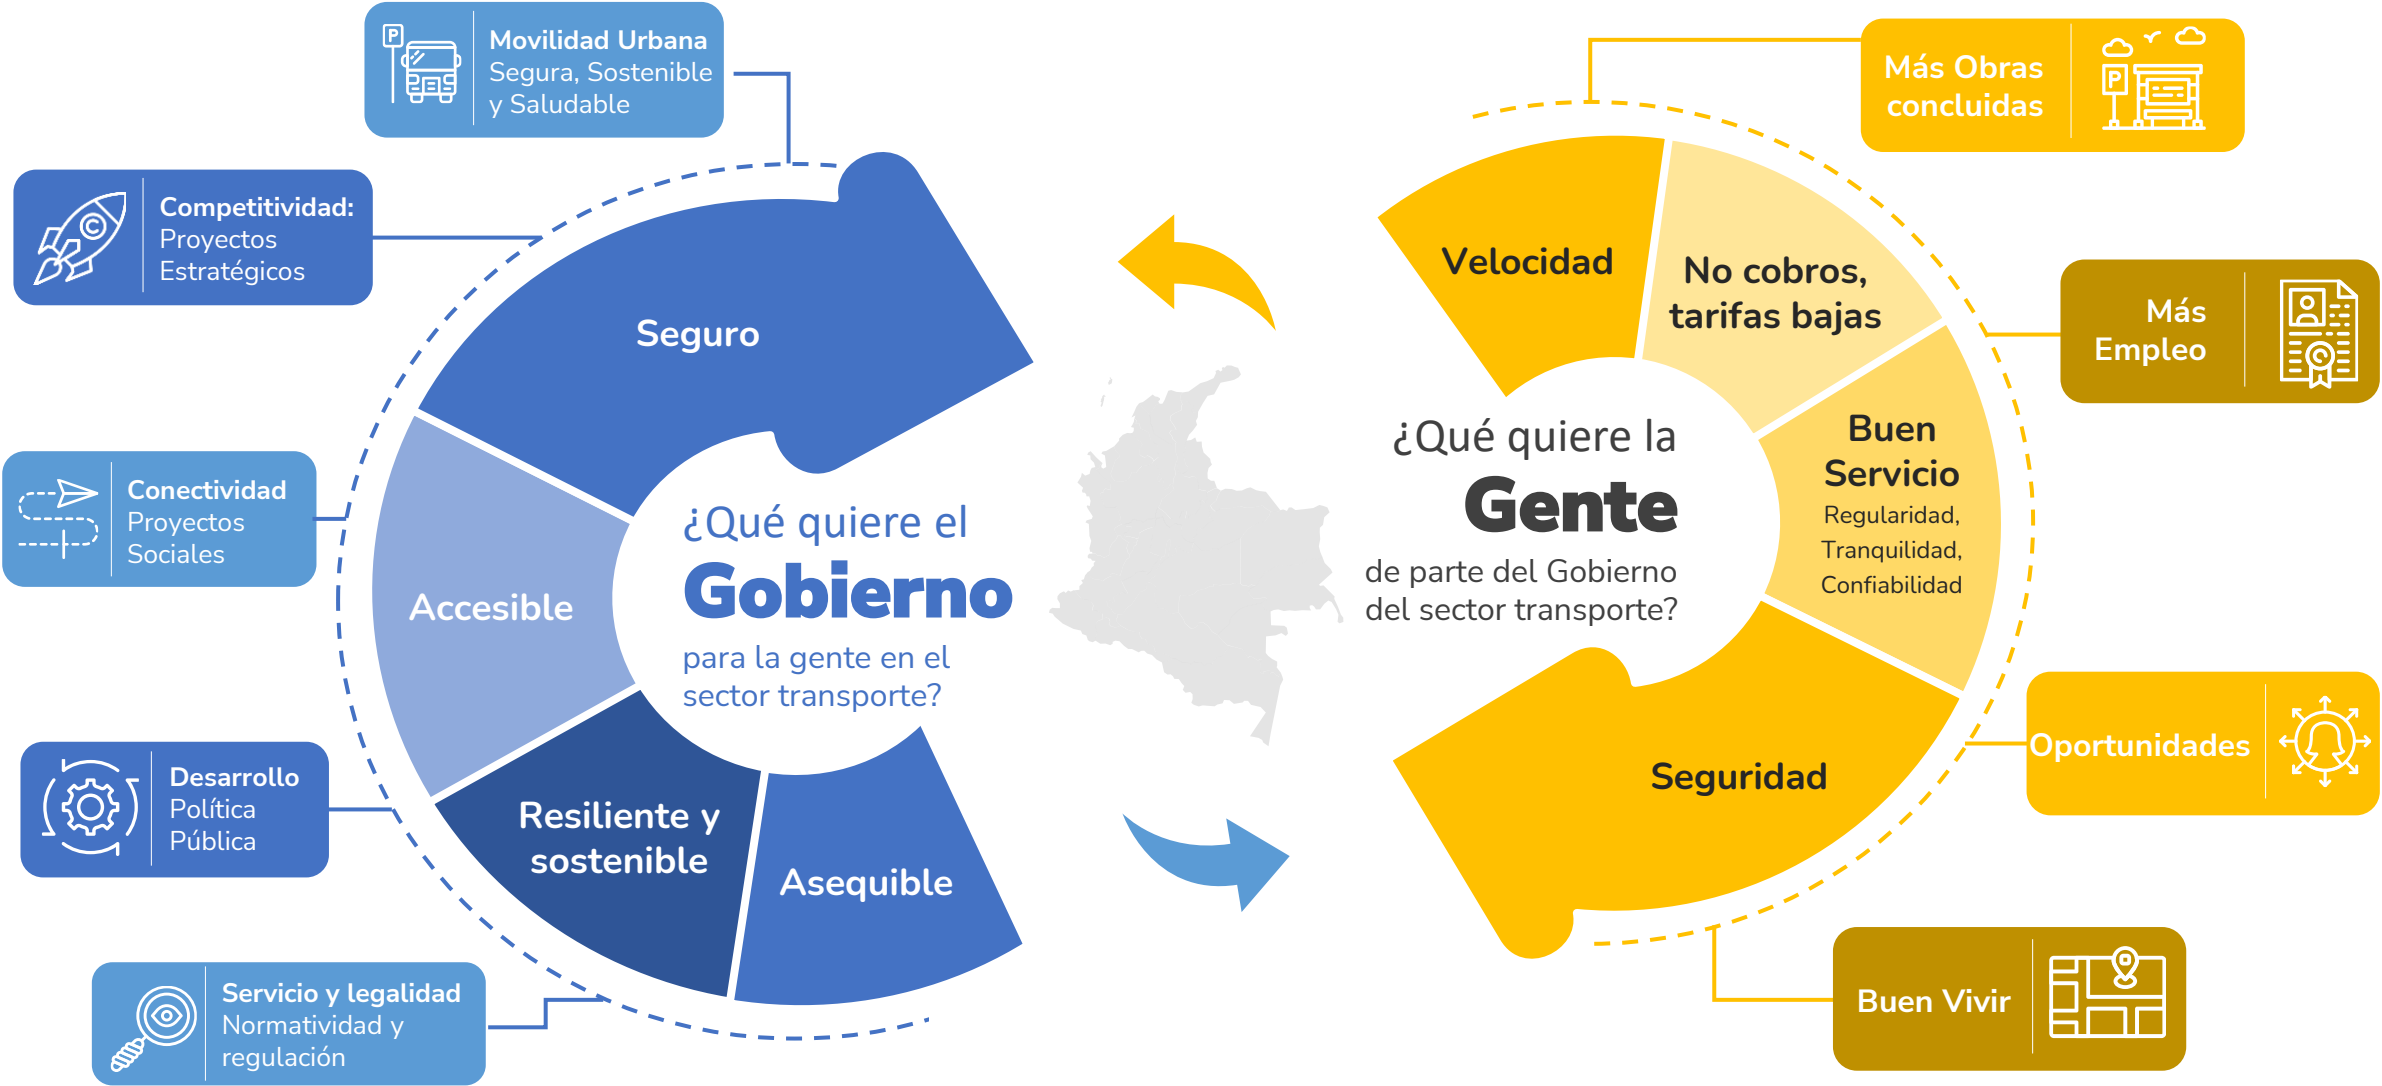 Movilidad Urbana
Segura, Sostenible
y Saludable
Competitividad:
Proyectos
Estratégicos
Conectividad
Proyectos
Sociales
Desarrollo
Política
Pública
Servicio y legalidad
Normatividad y
regulación
Seguro
Accesible
Resiliente y
sostenible
Asequible
¿Qué quiere el
Gobierno
para la gente en el
sector transporte?
¿Qué quiere la
Gente
de parte del Gobierno
del sector transporte?
Velocidad
No cobros,
tarifas bajas
Buen
Servicio
Regularidad,
Tranquilidad,
Confiabilidad
Seguridad
Más Obras
concluidas
Más
Empleo
Oportunidades
Buen Vivir
P
P
C